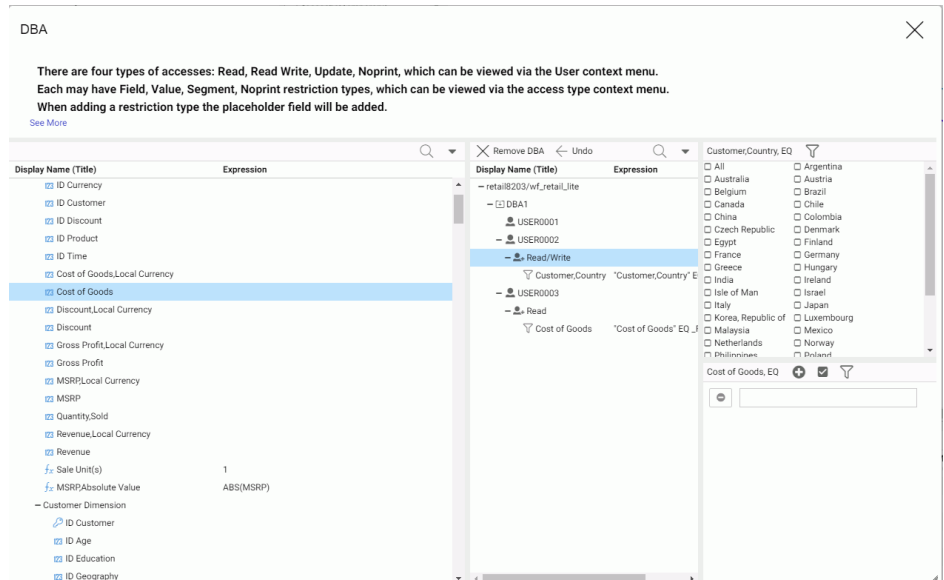 DBA
There are four types of accesses: Read, Read Write, Update, Noprint, which can be viewed via the User context menu.
Each may have Field, Value, Segment, Noprint restriction types, which can be viewed via the access type context menu.
When adding a restriction type the placeholder field will be added.
See More
Display Name (Title) Expression
ID Currency
ID Customer
ID Discount
ID Product
ID Time
Cost of Goods,Local Currency
Cost of Goods
Discount,Local Currency
Discount
Gross Profit,Local Currency
Gross Profit
MSRP,Local Currency
MSRP
Quantity,Sold
Revenue,Local Currency
Revenue
Sale Unit(s) 1
MSRP,Absolute Value ABS(MSRP)
Customer Dimension
ID Customer
ID Age
ID Education
ID Geography
Remove DBA Undo
Display Name (Title) Expression
retail8203/wf_retail_lite
DBA1
USER0001
USER0002
Read/Write
Customer,Country "Customer,Country" E
USER0003
Read
Cost of Goods "Cost of Goods" EQ _F
Customer,Country, EQ
All Argentina
Australia Austria
Belgium Brazil
Canada Chile
China Colombia
Czech Republic Denmark
Egypt Finland
France Germany
Greece Hungary
India Ireland
Isle of Man Israel
Italy Japan
Korea, Republic of Luxembourg
Malaysia Mexico
Netherlands Norway
Philippines Poland
Cost of Goods, EQ